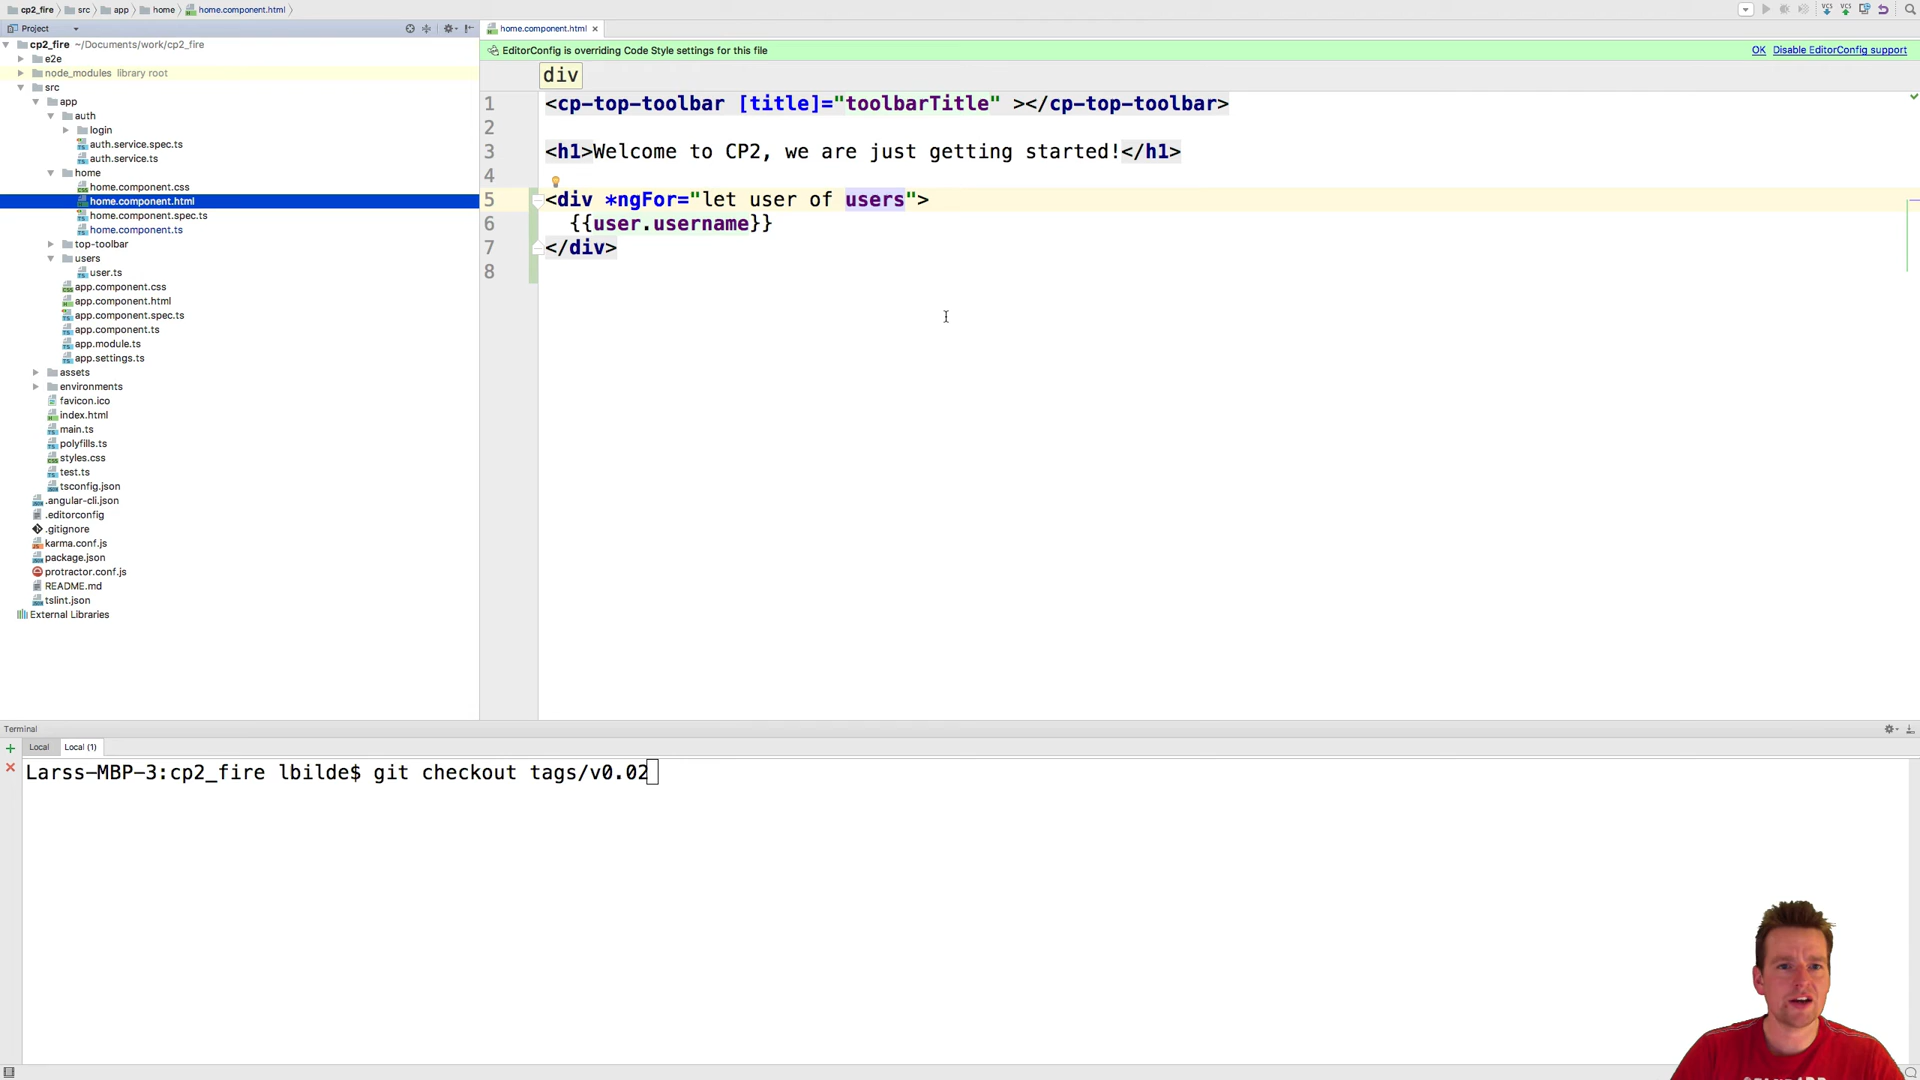 cp2_fire src app home home.component.html
Project
home.component.html
cp2_fire ~/Documents/work/cp2_fire
e2e
node_modules library root
src
app
auth
login
auth.service.spec.ts
auth.service.ts
home
home.component.css
home.component.html
home.component.spec.ts
home.component.ts
top-toolbar
users
user.ts
app.component.css
app.component.html
app.component.spec.ts
app.component.ts
app.module.ts
app.settings.ts
assets
environments
favicon.ico
index.html
main.ts
polyfills.ts
styles.css
test.ts
tsconfig.json
.angular-cli.json
.editorconfig
.gitignore
karma.conf.js
package.json
protractor.conf.js
README.md
tslint.json
External Libraries
EditorConfig is overriding Code Style settings for this file OK Disable EditorConfig support
div
1 <cp-top-toolbar [title]="toolbarTitle" ></cp-top-toolbar>
2
3 <h1>Welcome to CP2, we are just getting started!</h1>
4
5 <div *ngFor="let user of users">
6 {{user.username}}
7 </div>
8
Terminal
Local Local (1)
Larss-MBP-3:cp2_fire lbilde$ git checkout tags/v0.02